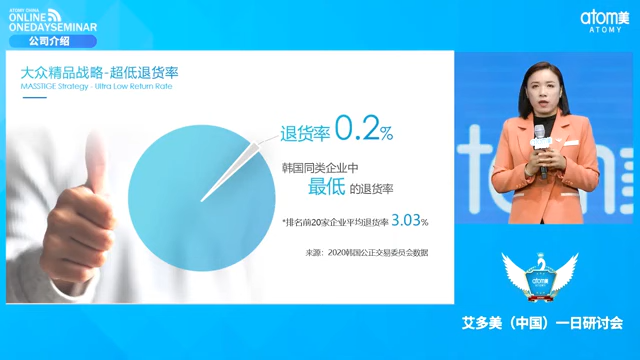 ATOMY CHINA
ONLINE
ONEDAYSEMINAR
公司介绍
atom美
ATOMY
大众精品战略-超低退货率
MASSTIGE Strategy - Ultra Low Return Rate
退货率 0.2%
韩国同类企业中
最低 的退货率
*排名前20家企业平均退货率 3.03%
来源：2020韩国公正交易委员会数据
atom美
艾多美（中国）一日研讨会